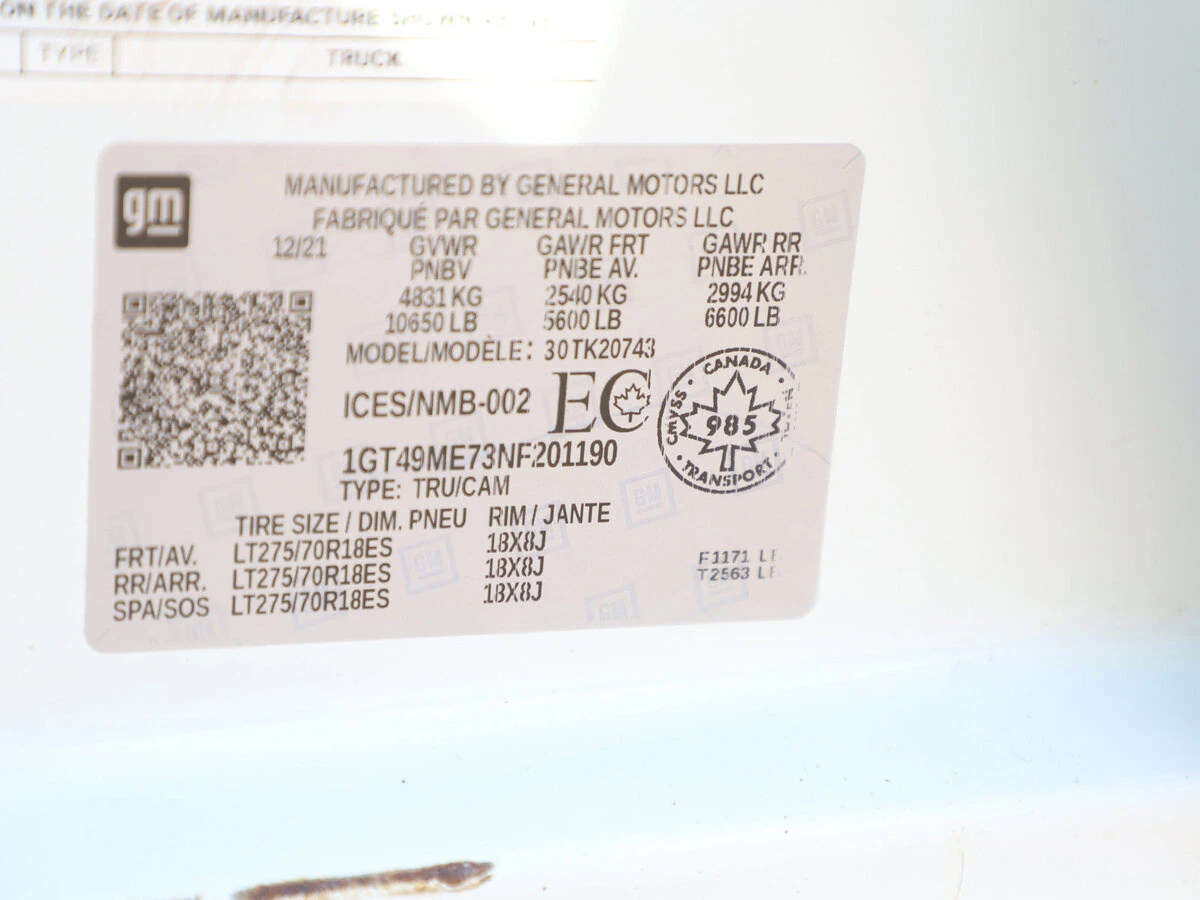 ON THE DATE OF MANUFACTURE
TYPE TRUCK
gm
MANUFACTURED BY GENERAL MOTORS LLC
FABRIQUÉ PAR GENERAL MOTORS LLC
12/21 GVWR GAWR FRT GAWR RR
PNBV PNBE AV. PNBE ARR.
4831 KG 2540 KG 2994 KG
10650 LB 5600 LB 6600 LB
MODEL/MODÈLE: 30TK20743
ICES/NMB-002 EC
CANADA
CMVSS 985
TRANSPORT
1GT49ME73NF201190
TYPE: TRU/CAM
TIRE SIZE / DIM. PNEU RIM / JANTE
FRT/AV. LT275/70R18ES 18X8J
RR/ARR. LT275/70R18ES 18X8J
SPA/SOS LT275/70R18ES 18X8J
F1171
T2563